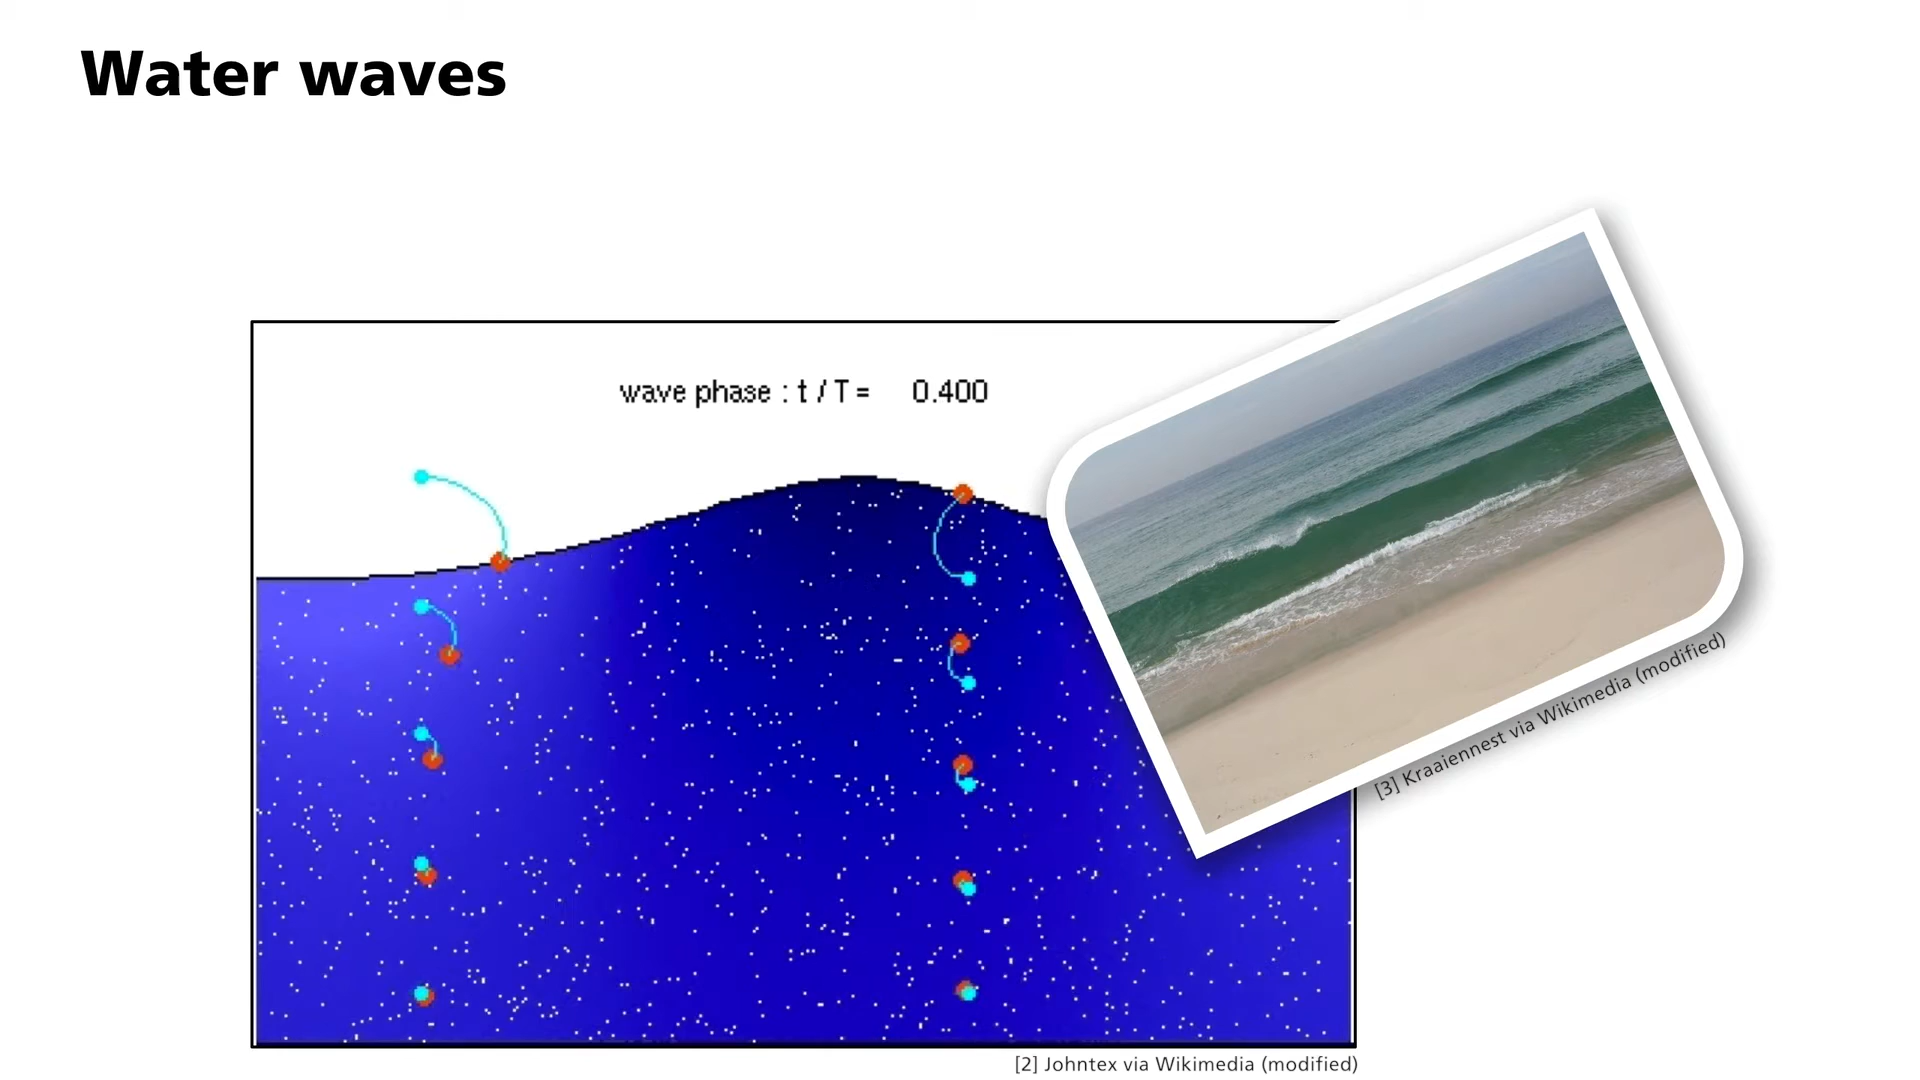 Water waves
wave phase : t / T = 0.400
[3] Kraaiennest via Wikimedia (modified)
[2] Johntex via Wikimedia (modified)